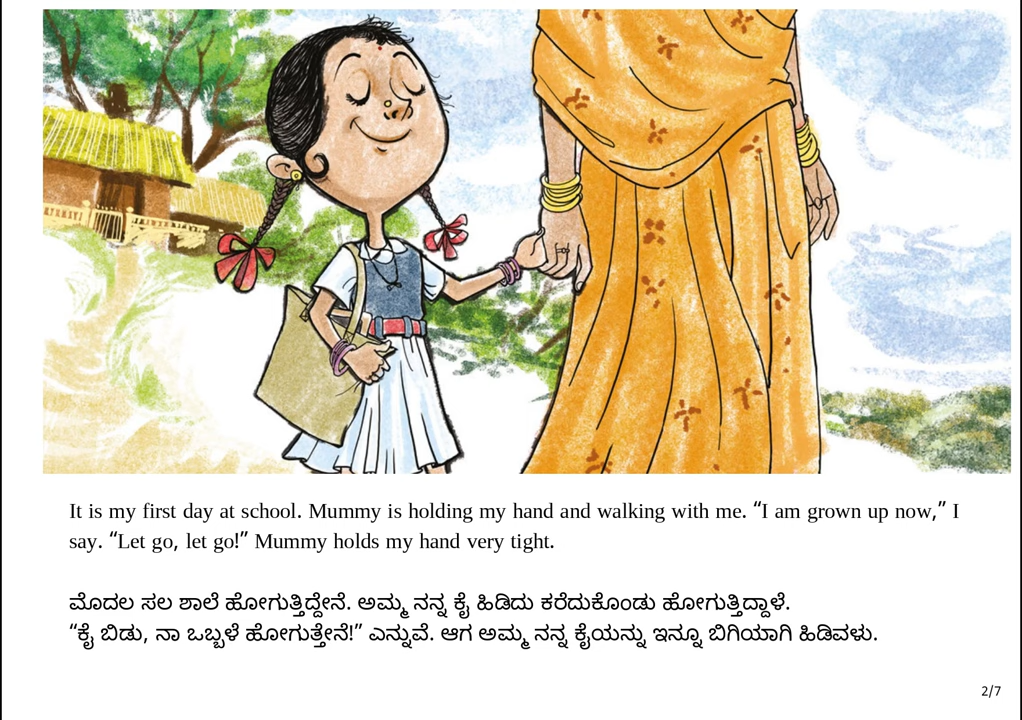 It is my first day at school. Mummy is holding my hand and walking with me. “I am grown up now,” I
say. “Let go, let go!” Mummy holds my hand very tight.
ಮೊದಲ ಸಲ ಶಾಲೆ ಹೋಗುತ್ತಿದ್ದೇನೆ. ಅಮ್ಮ ನನ್ನ ಕೈ ಹಿಡಿದು ಕರೆದುಕೊಂಡು ಹೋಗುತ್ತಿದ್ದಾಳೆ.
“ಕೈ ಬಿಡು, ನಾ ಒಬ್ಬಳೆ ಹೋಗುತ್ತೇನೆ!” ಎನ್ನುವೆ. ಆಗ ಅಮ್ಮ ನನ್ನ ಕೈಯನ್ನು ಇನ್ನೂ ಬಿಗಿಯಾಗಿ ಹಿಡಿವಳು.
2/7